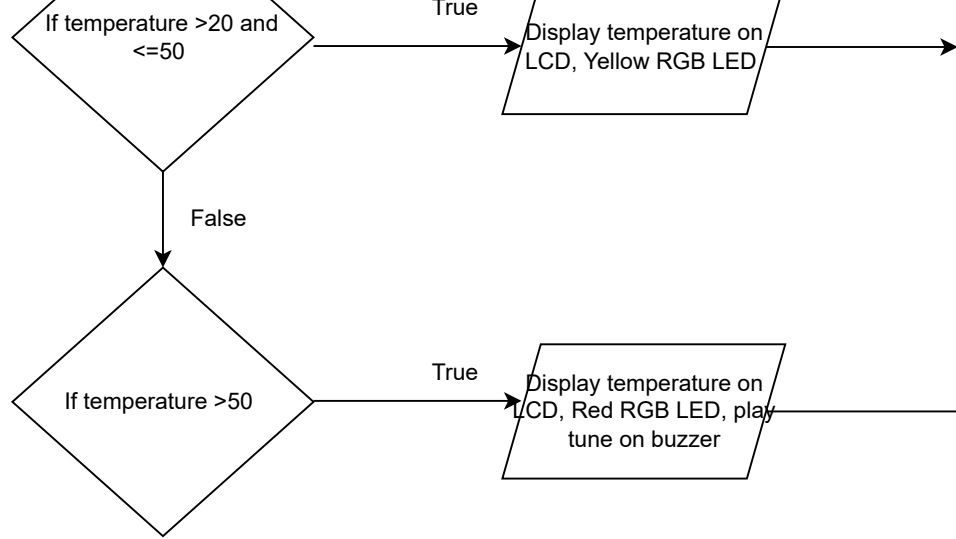 True
If temperature >20 and
<=50
Display temperature on
LCD, Yellow RGB LED
False
True
If temperature >50
Display temperature on
LCD, Red RGB LED, play
tune on buzzer